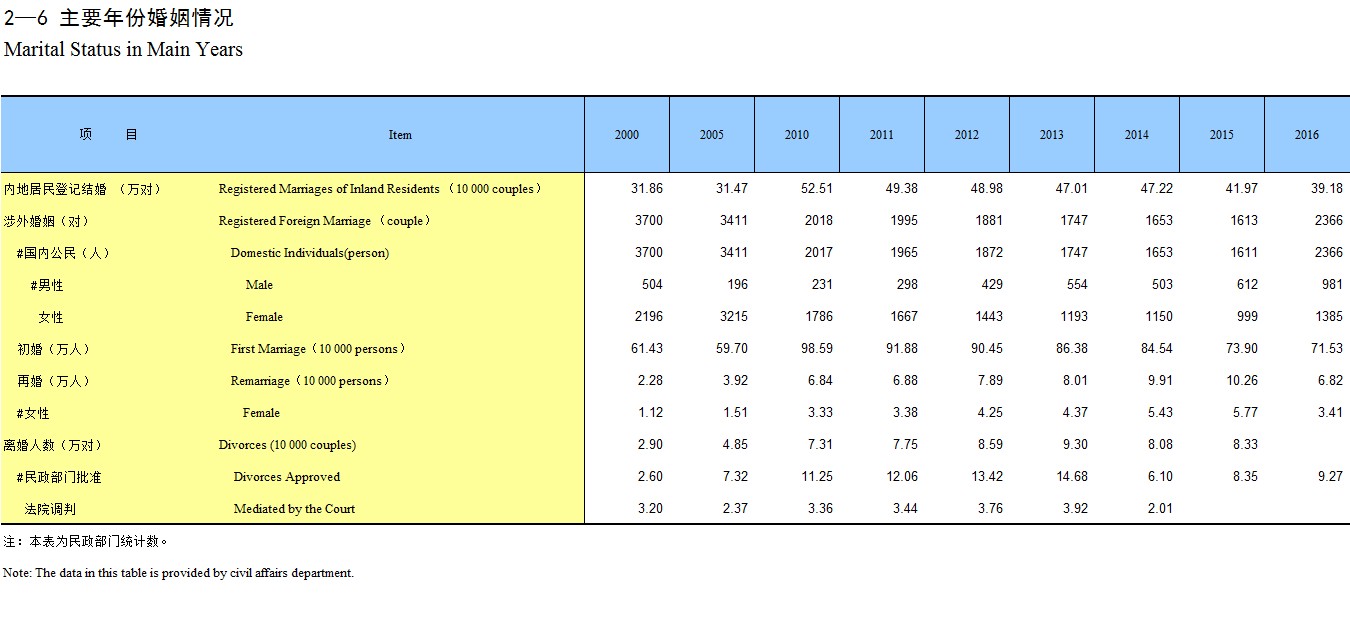 2—6 主要年份婚姻情况
Marital Status in Main Years
项 目 Item 2000 2005 2010 2011 2012 2013 2014 2015 2016
内地居民登记结婚 （万对） Registered Marriages of Inland Residents （10 000 couples） 31.86 31.47 52.51 49.38 48.98 47.01 47.22 41.97 39.18
涉外婚姻（对） Registered Foreign Marriage （couple） 3700 3411 2018 1995 1881 1747 1653 1613 2366
#国内公民（人） Domestic Individuals(person) 3700 3411 2017 1965 1872 1747 1653 1611 2366
#男性 Male 504 196 231 298 429 554 503 612 981
女性 Female 2196 3215 1786 1667 1443 1193 1150 999 1385
初婚（万人） First Marriage（10 000 persons） 61.43 59.70 98.59 91.88 90.45 86.38 84.54 73.90 71.53
再婚（万人） Remarriage（10 000 persons） 2.28 3.92 6.84 6.88 7.89 8.01 9.91 10.26 6.82
#女性 Female 1.12 1.51 3.33 3.38 4.25 4.37 5.43 5.77 3.41
离婚人数（万对） Divorces (10 000 couples) 2.90 4.85 7.31 7.75 8.59 9.30 8.08 8.33
#民政部门批准 Divorces Approved 2.60 7.32 11.25 12.06 13.42 14.68 6.10 8.35 9.27
法院调判 Mediated by the Court 3.20 2.37 3.36 3.44 3.76 3.92 2.01
注：本表为民政部门统计数。
Note: The data in this table is provided by civil affairs department.